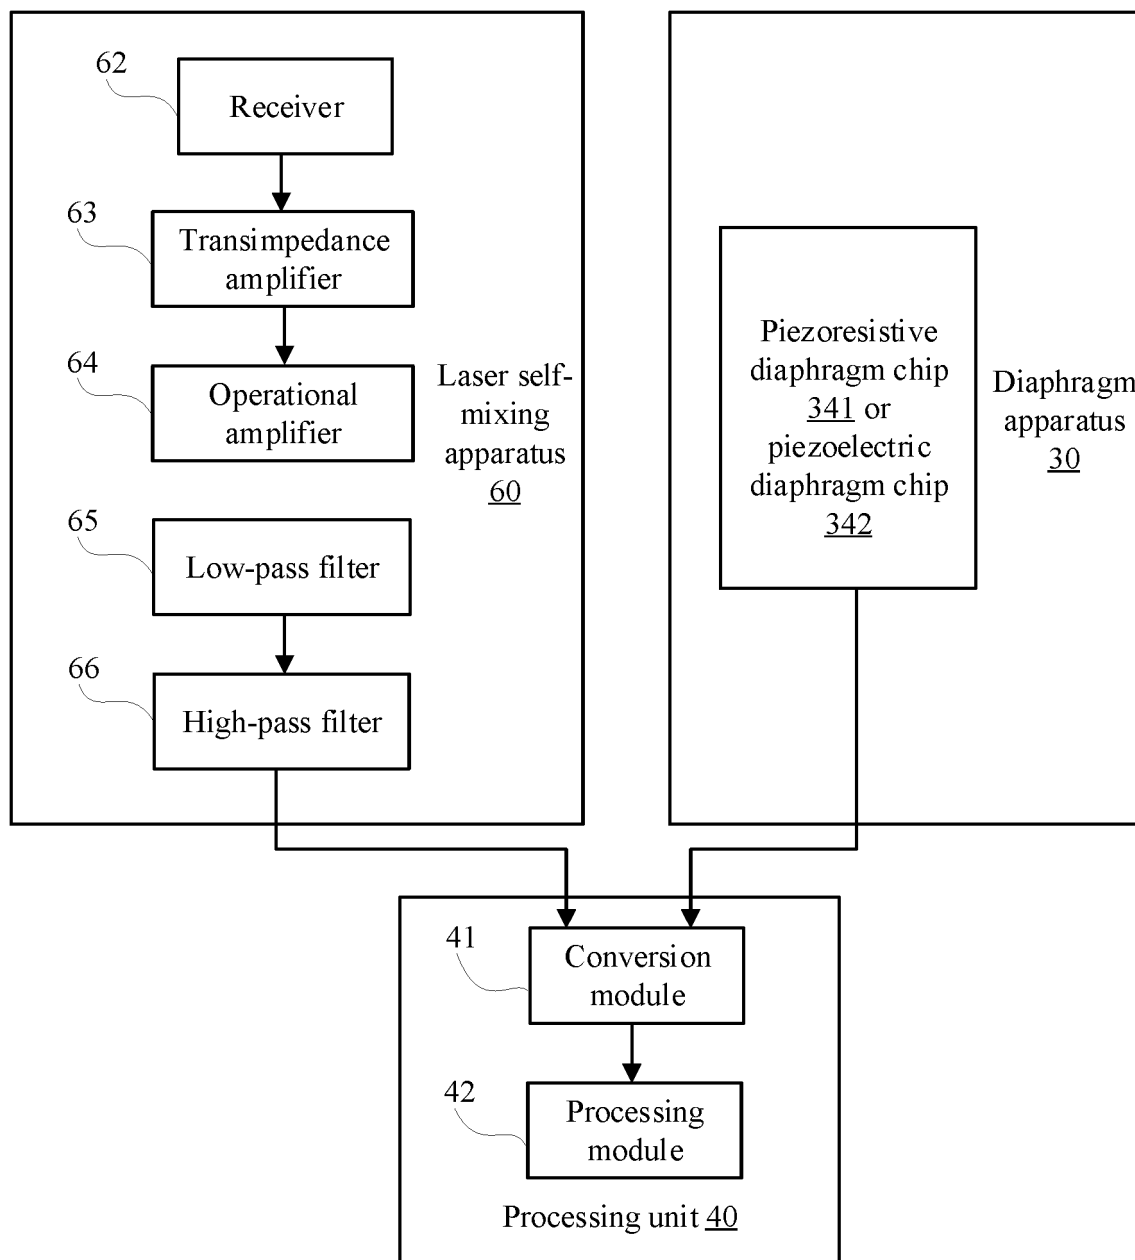 62
Receiver
63
Transimpedance
amplifier
64
Operational
amplifier
Laser self-
mixing
apparatus
60
65
Low-pass filter
66
High-pass filter
Piezoresistive
diaphragm chip
341 or
piezoelectric
diaphragm chip
342
Diaphragm
apparatus
30
41
Conversion
module
42
Processing
module
Processing unit 40